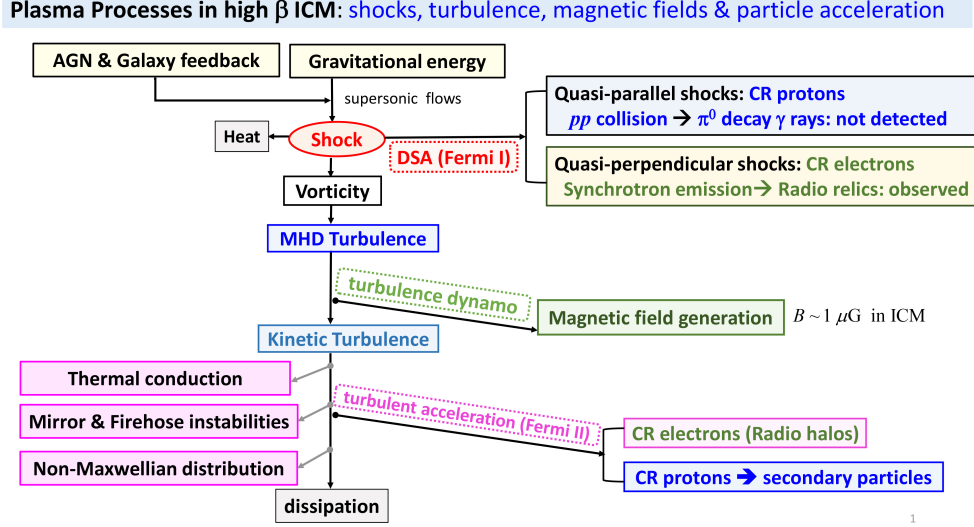 Plasma Processes in high β ICM: shocks, turbulence, magnetic fields & particle acceleration
AGN & Galaxy feedback
Gravitational energy
supersonic flows
Heat
Shock
DSA (Fermi I)
Quasi-parallel shocks: CR protons
pp collision ➔ π⁰ decay γ rays: not detected
Quasi-perpendicular shocks: CR electrons
Synchrotron emission➔ Radio relics: observed
Vorticity
MHD Turbulence
turbulence dynamo
Magnetic field generation
B ~ 1 μG in ICM
Kinetic Turbulence
Thermal conduction
Mirror & Firehose instabilities
Non-Maxwellian distribution
turbulent acceleration (Fermi II)
CR electrons (Radio halos)
CR protons ➔ secondary particles
dissipation
1